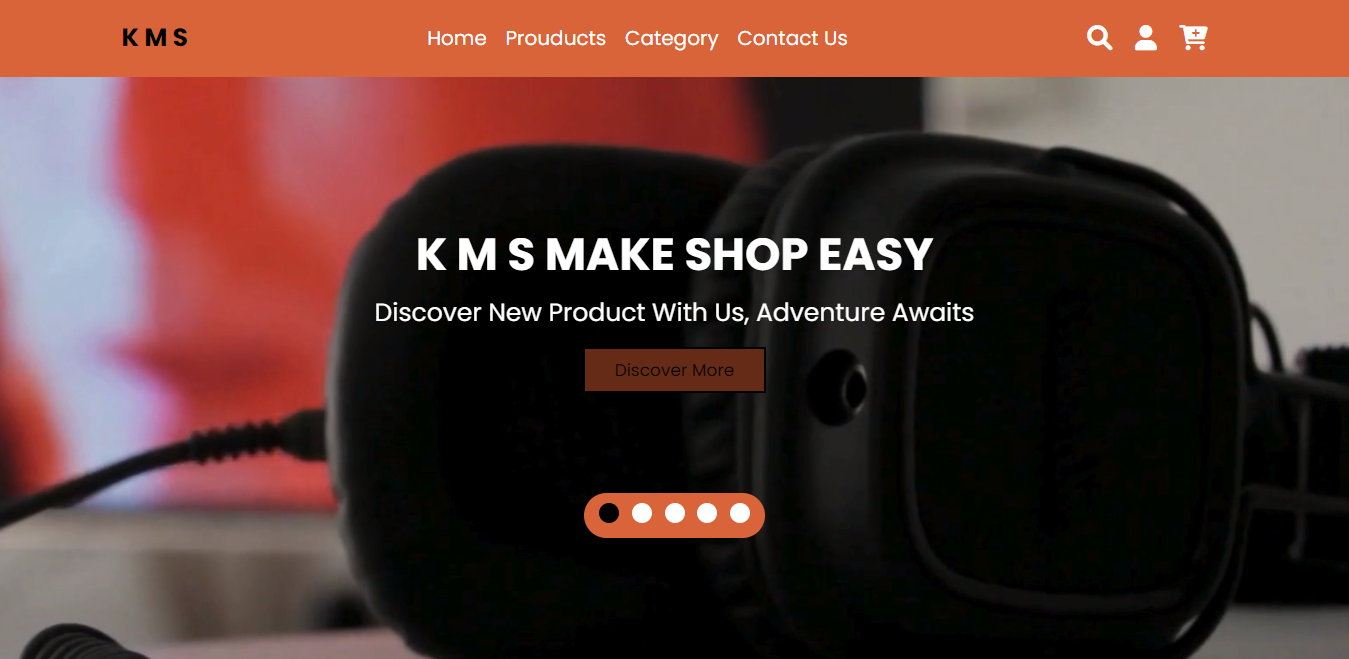 K M S
Home Prouducts Category Contact Us
K M S MAKE SHOP EASY
Discover New Product With Us, Adventure Awaits
Discover More